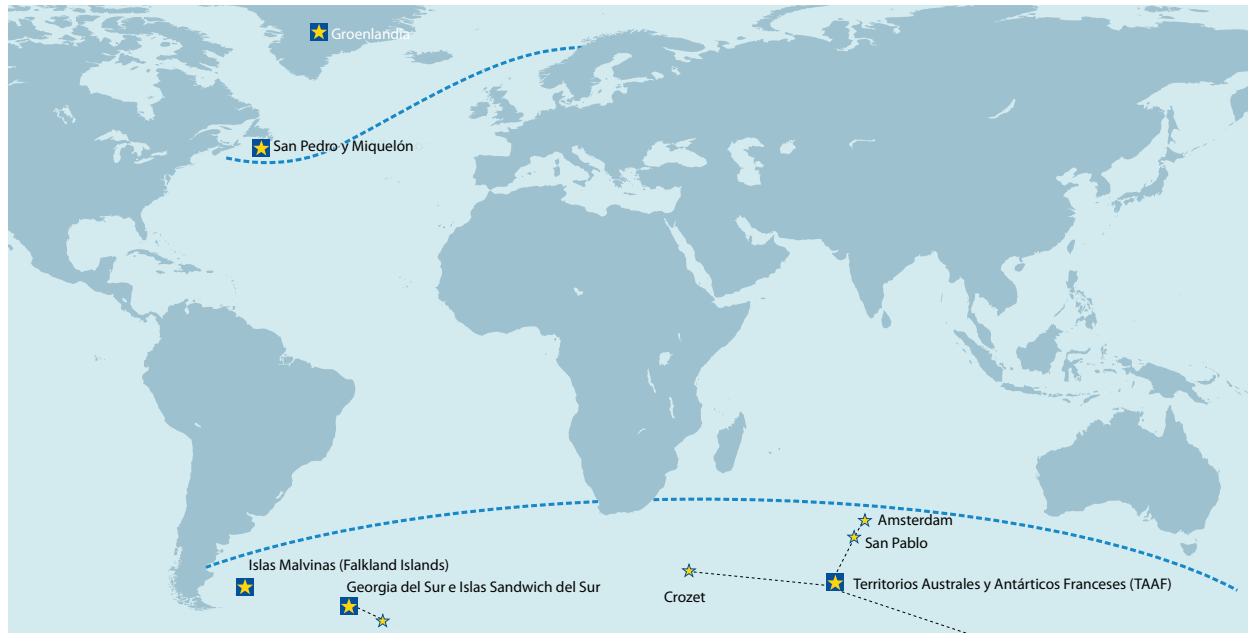 Groenlandia
San Pedro y Miquelón
Amsterdam
San Pablo
Islas Malvinas (Falkland Islands)
Georgia del Sur e Islas Sandwich del Sur
Territorios Australes y Antárticos Franceses (TAAF)
Crozet